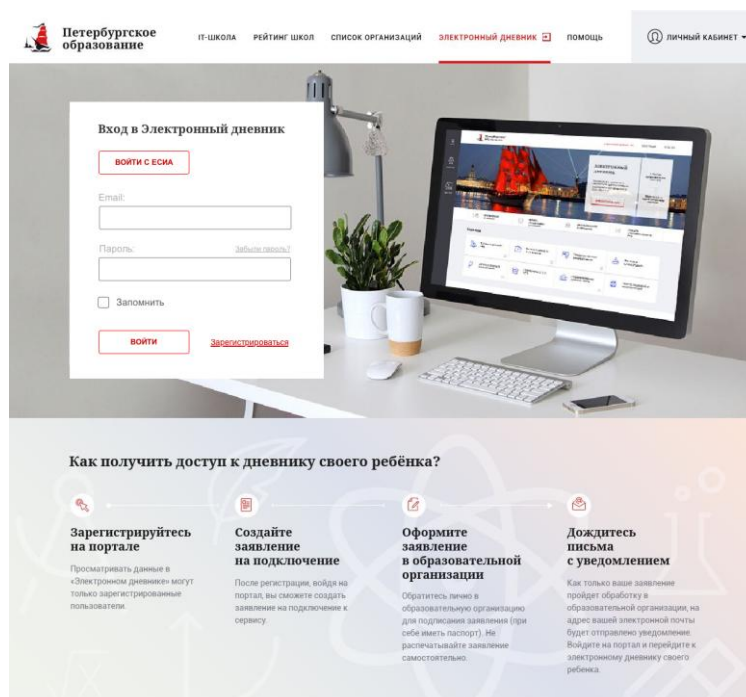 Петербургское
образование
IT-ШКОЛА РЕЙТИНГ ШКОЛ СПИСОК ОРГАНИЗАЦИЙ ЭЛЕКТРОННЫЙ ДНЕВНИК ПОМОЩЬ ЛИЧНЫЙ КАБИНЕТ
Вход в Электронный дневник
ВОЙТИ С ЕСИА
Email:
Пароль: Забыли пароль?
Запомнить
ВОЙТИ Зарегистрироваться
Как получить доступ к дневнику своего ребёнка?
Зарегистрируйтесь
на портале
Просматривать данные в
«Электронном дневнике» могут
только зарегистрированные
пользователи.
Создайте
заявление
на подключение
После регистрации, войдя на
портал, вы сможете создать
заявление на подключение к
сервису.
Оформите
заявление
в образовательной
организации
Обратитесь лично в
образовательную организацию
для подписания заявления (при
себе иметь паспорт). Не
распечатывайте заявление
самостоятельно.
Дождитесь
письма
с уведомлением
Как только ваше заявление
пройдет обработку в
образовательной организации, на
адрес вашей электронной почты
будет отправлено уведомление.
Войдите на портал и перейдите к
электронному дневнику своего
ребенка.